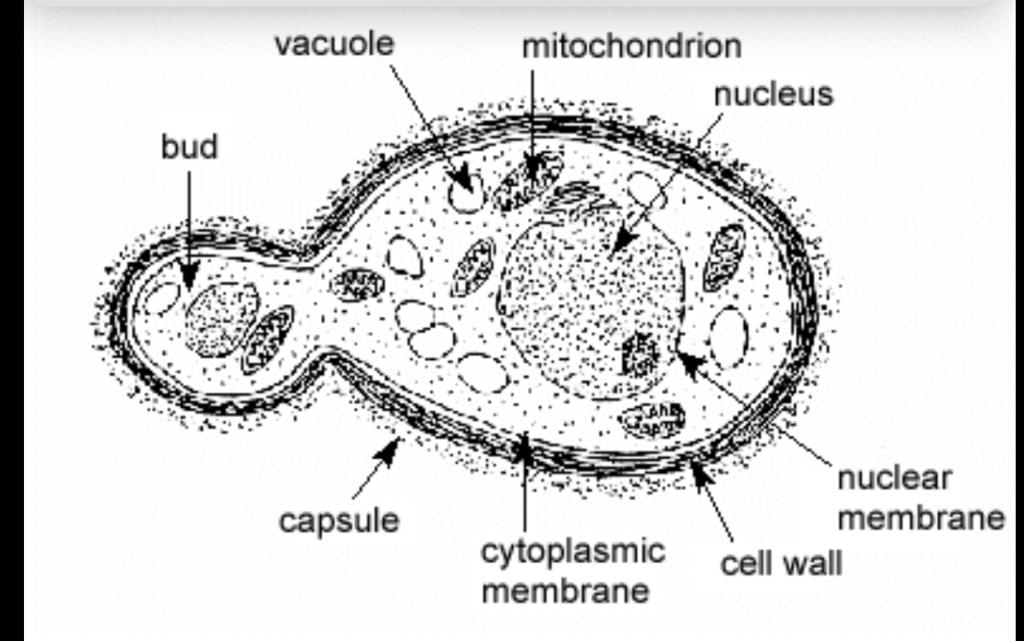 vacuole
mitochondrion
nucleus
bud
nuclear
membrane
capsule
cytoplasmic
membrane
cell wall